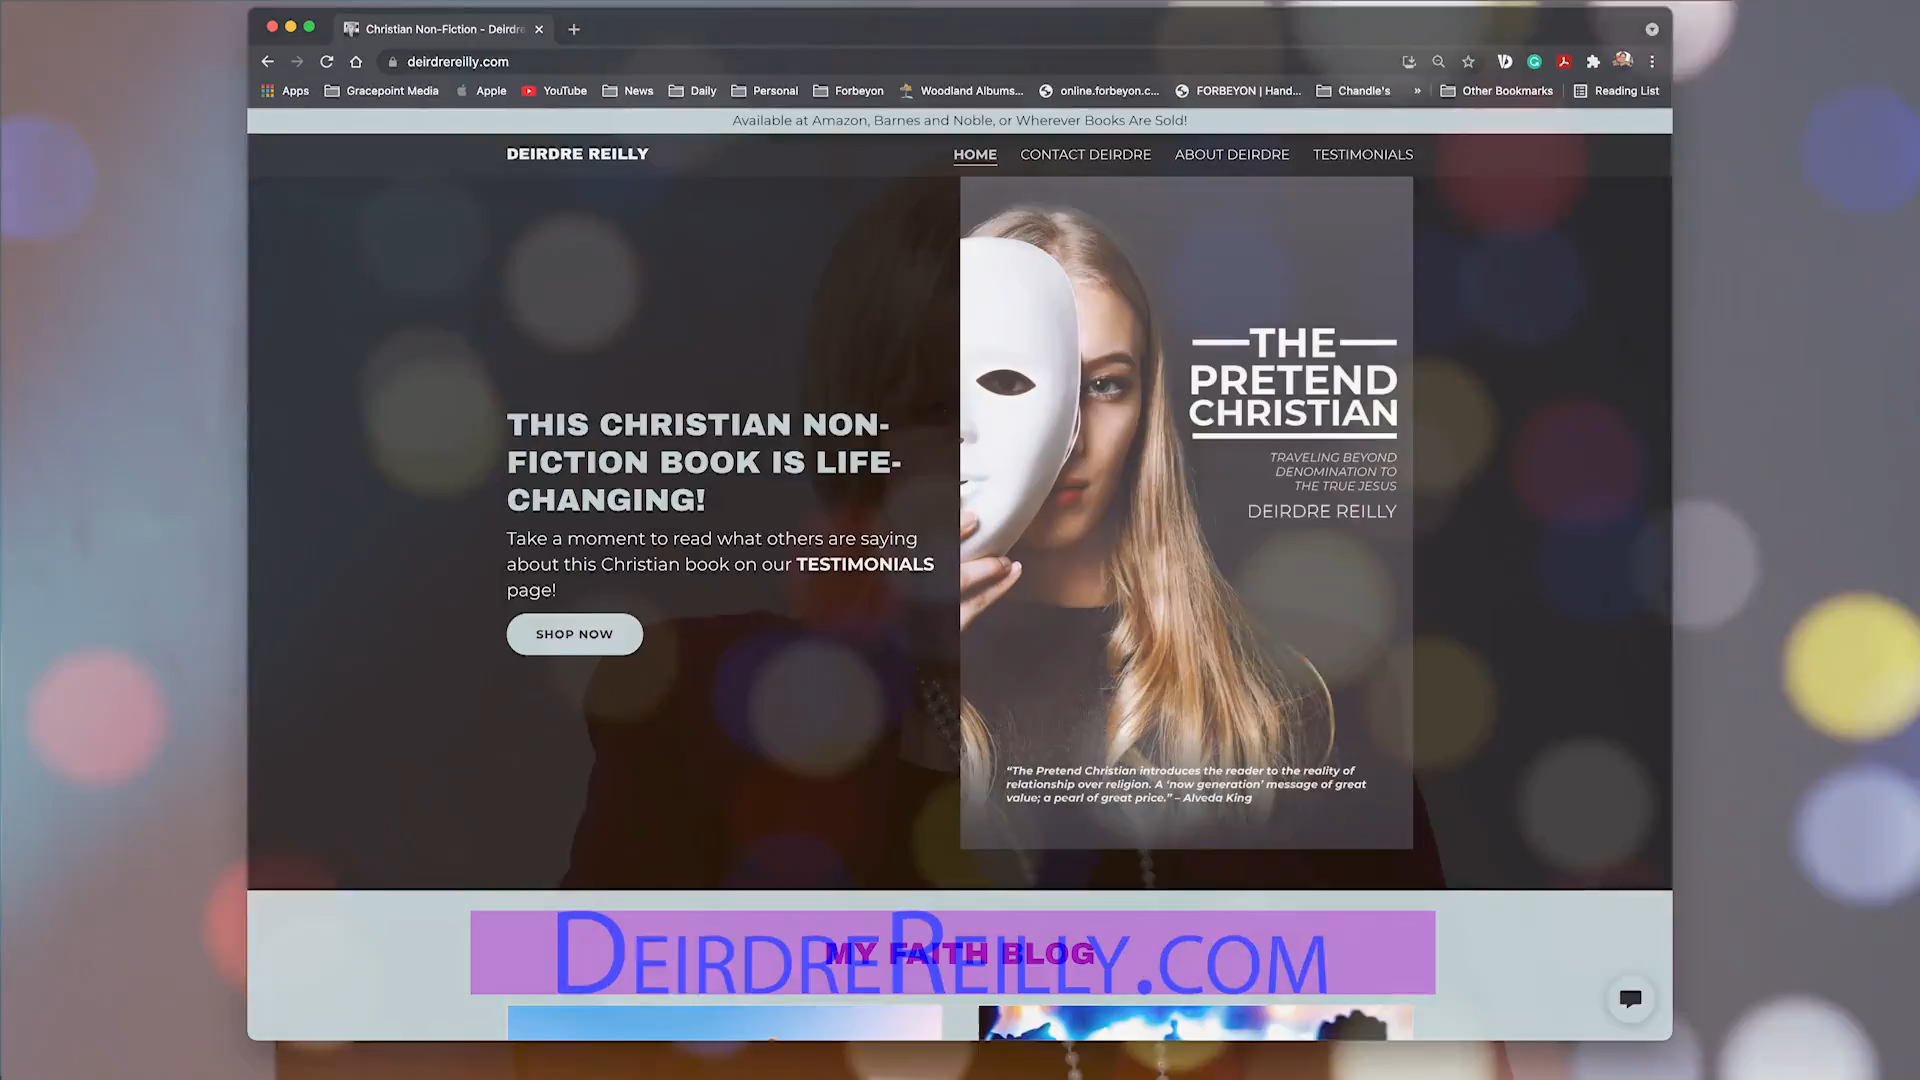 Christian Non-Fiction - Deirdre
deirdrereilly.com
Apps Gracepoint Media Apple YouTube News Daily Personal Forbeyon Woodland Albums... online.forbeyon.c... FORBEYON | Hand... Chandle's » Other Bookmarks Reading List
Available at Amazon, Barnes and Noble, or Wherever Books Are Sold!
DEIRDRE REILLY
HOME CONTACT DEIRDRE ABOUT DEIRDRE TESTIMONIALS
THIS CHRISTIAN NON-
FICTION BOOK IS LIFE-
CHANGING!
Take a moment to read what others are saying
about this Christian book on our TESTIMONIALS
page!
SHOP NOW
THE
PRETEND
CHRISTIAN
TRAVELING BEYOND
DENOMINATION TO
THE TRUE JESUS
DEIRDRE REILLY
“The Pretend Christian introduces the reader to the reality of
relationship over religion. A ‘now generation’ message of great
value; a pearl of great price.” – Alveda King
MY FAITH BLOG
DEIRDREREILLY.COM